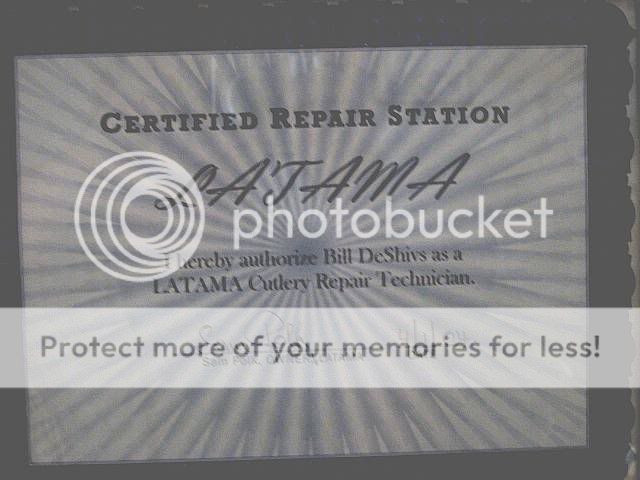 CERTIFIED REPAIR STATION
LATAMA
photobucket
I hereby authorize Bill DeShivs as a
LATAMA Cutlery Repair Technician.
Protect more of your memories for less!